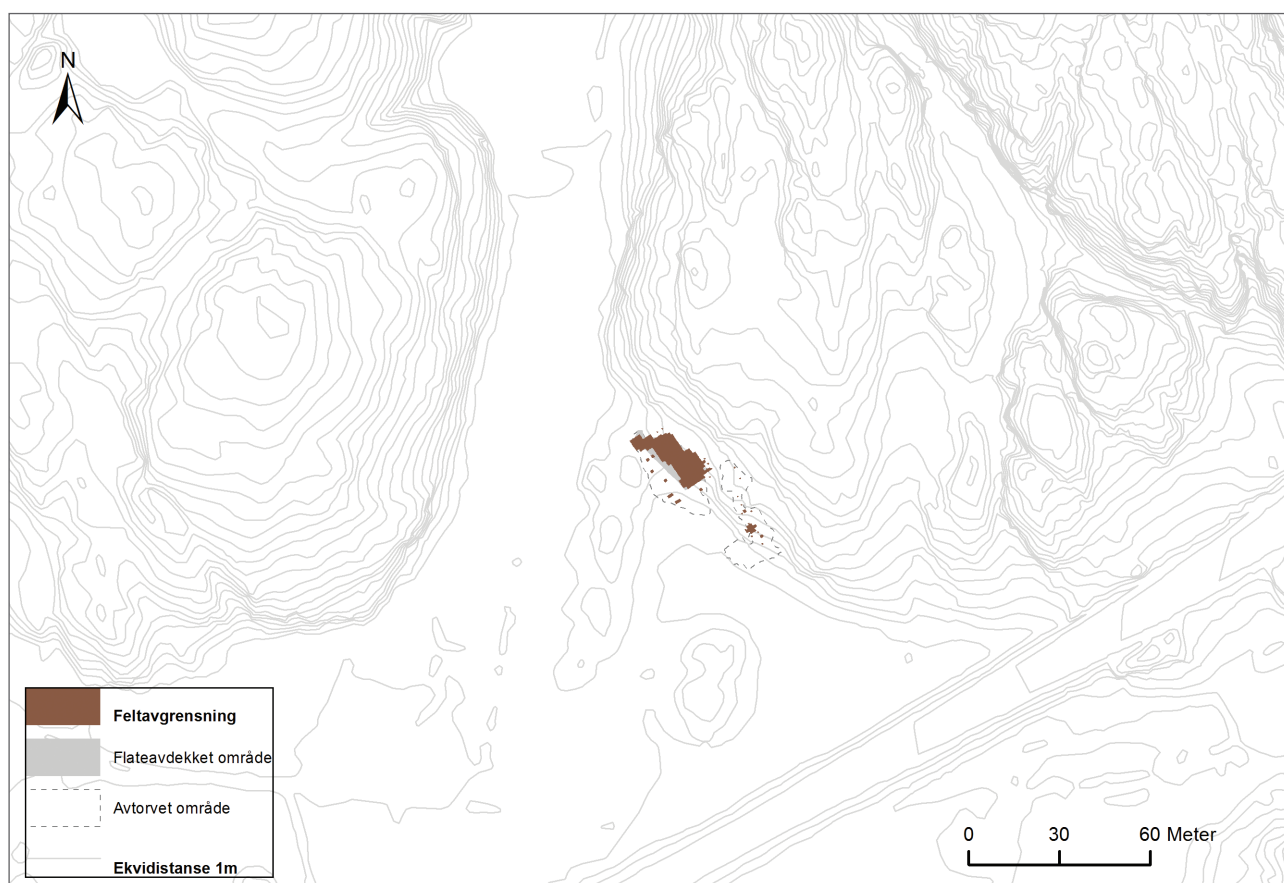 N
Feltavgrensning
Flateavdekket område
Avtorvet område
Ekvidistanse 1m
0 30 60 Meter